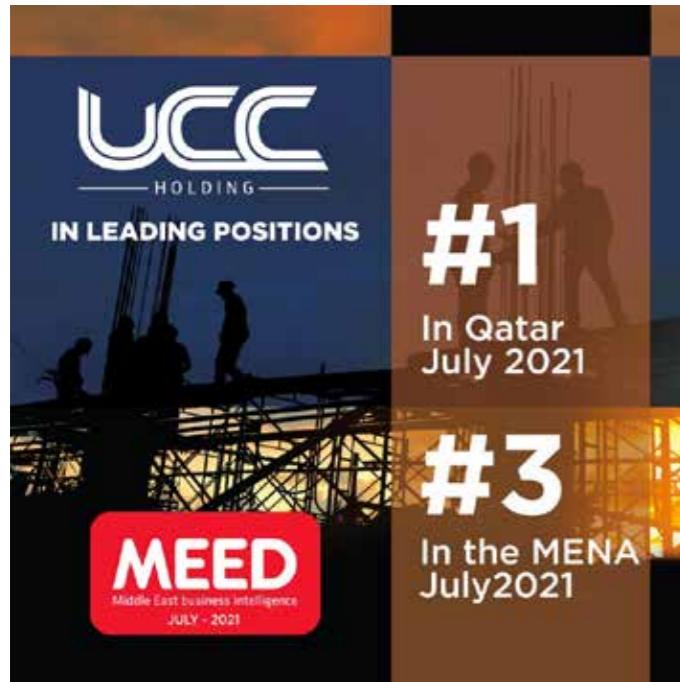 UCC
HOLDING
IN LEADING POSITIONS
#1
In Qatar
July 2021
#3
In the MENA
July2021
MEED
Middle East business intelligence
JULY - 2021